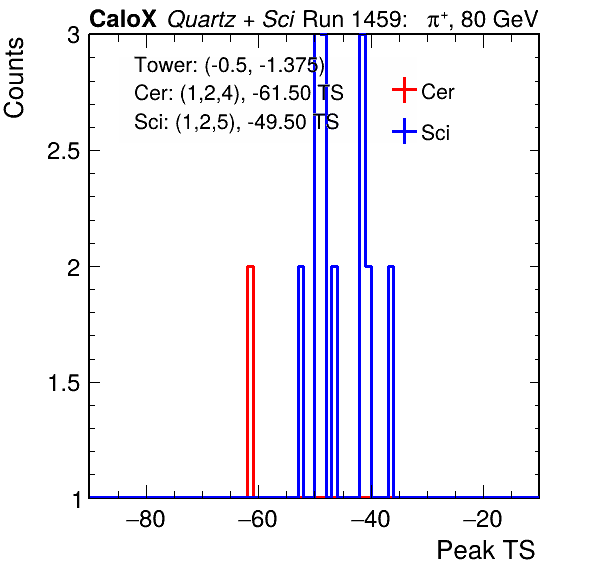 CaloX Quartz + Sci Run 1459: π+, 80 GeV
Counts
3
2.5
2
1.5
1
Tower: (-0.5, -1.375)
Cer: (1,2,4), -61.50 TS
Sci: (1,2,5), -49.50 TS
Cer
Sci
−80 −60 −40 −20
Peak TS